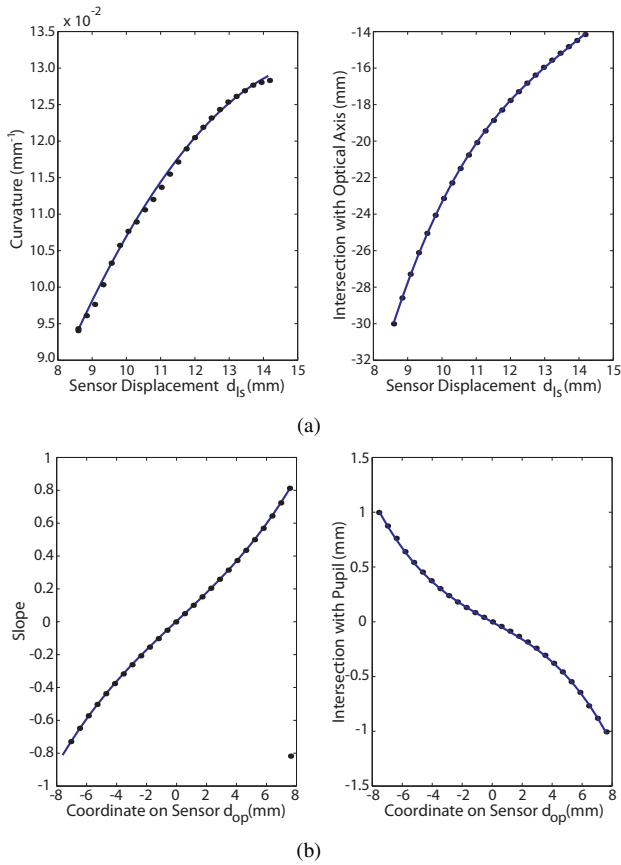 x 10⁻²
13.5
13.0
12.5
12.0
11.5
11.0
10.5
10.0
9.5
9.0
Curvature (mm⁻¹)
8 9 10 11 12 13 14 15
Sensor Displacement d_ls (mm)
-14
-16
-18
-20
-22
-24
-26
-28
-30
-32
Intersection with Optical Axis (mm)
8 9 10 11 12 13 14 15
Sensor Displacement d_ls (mm)
(a)
1
0.8
0.6
0.4
0.2
0
-0.2
-0.4
-0.6
-0.8
-1
Slope
-8 -6 -4 -2 0 2 4 6 8
Coordinate on Sensor d_op (mm)
1.5
1
0.5
0
-0.5
-1
-1.5
Intersection with Pupil (mm)
-8 -6 -4 -2 0 2 4 6 8
Coordinate on Sensor d_op (mm)
(b)